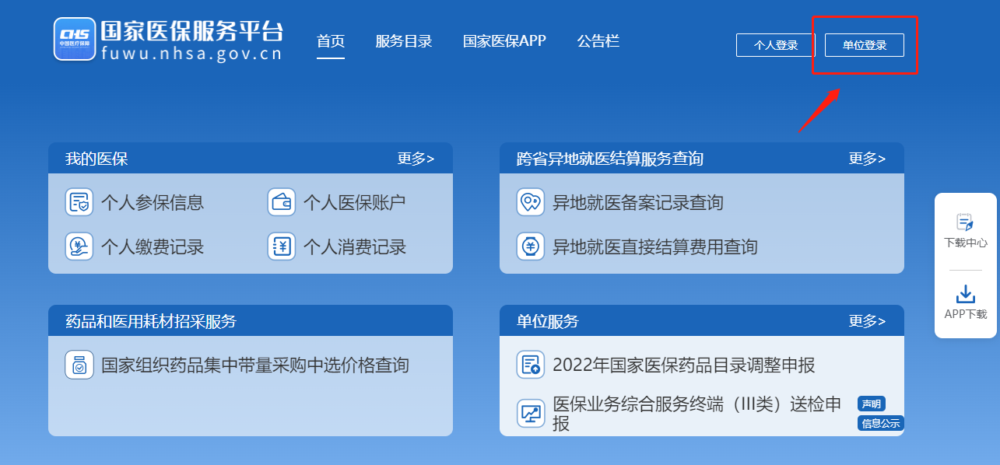 CHS
中国医疗保障
国家医保服务平台
fuwu.nhsa.gov.cn
首页 服务目录 国家医保APP 公告栏
个人登录 单位登录
我的医保 更多>
个人参保信息 个人医保账户
个人缴费记录 个人消费记录
跨省异地就医结算服务查询 更多>
异地就医备案记录查询
异地就医直接结算费用查询
药品和医用耗材招采服务
国家组织药品集中带量采购中选价格查询
单位服务 更多>
2022年国家医保药品目录调整申报
医保业务综合服务终端（III类）送检申
报
声明
信息公示
下载中心
APP下载